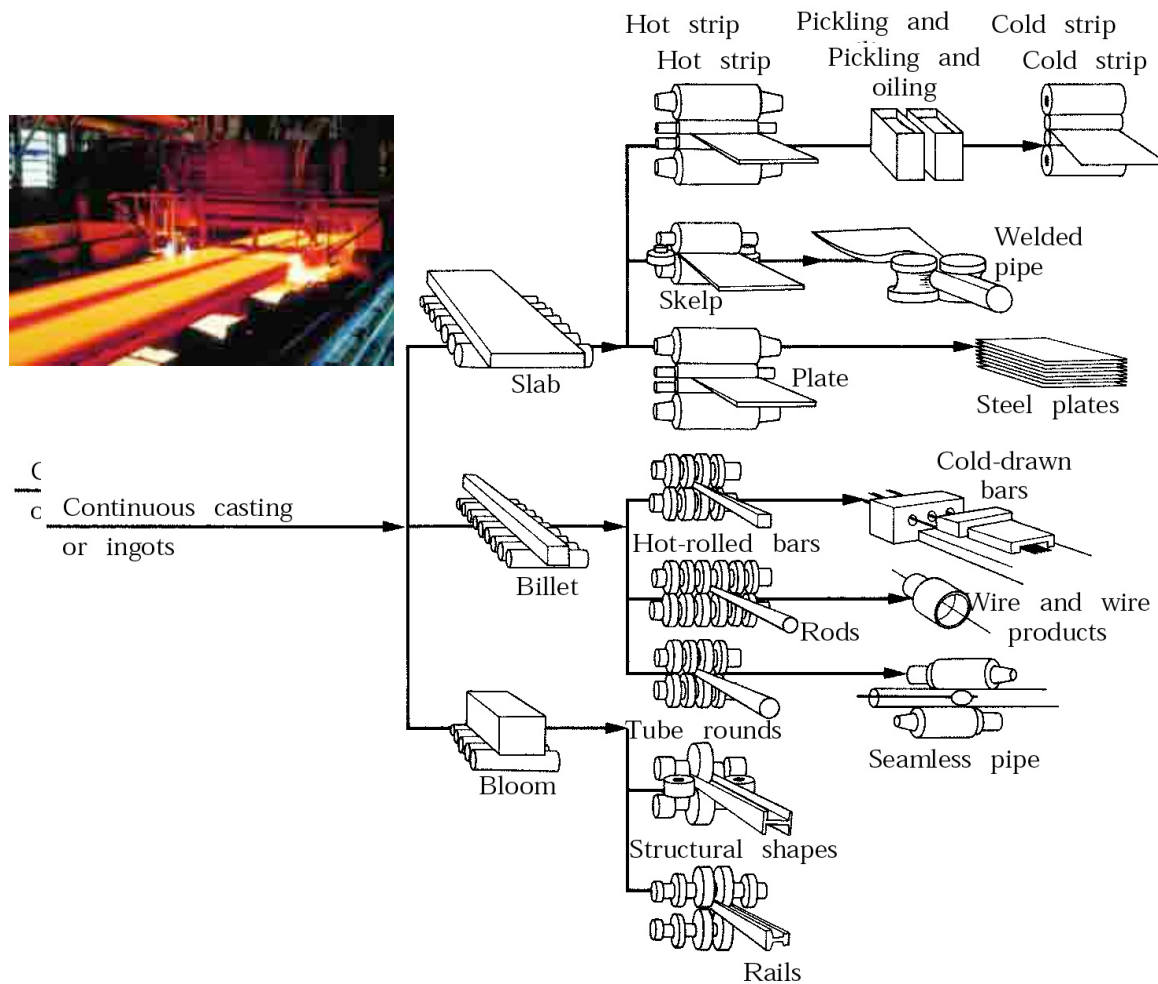 Hot strip
Pickling and
Cold strip
Hot strip
Pickling and
oiling
Cold strip
Welded
pipe
Skelp
Slab
Plate
Steel plates
C
o
Continuous casting
or ingots
Cold-drawn
bars
Hot-rolled bars
Billet
Rods
Wire and wire
products
Tube rounds
Seamless pipe
Bloom
Structural shapes
Rails